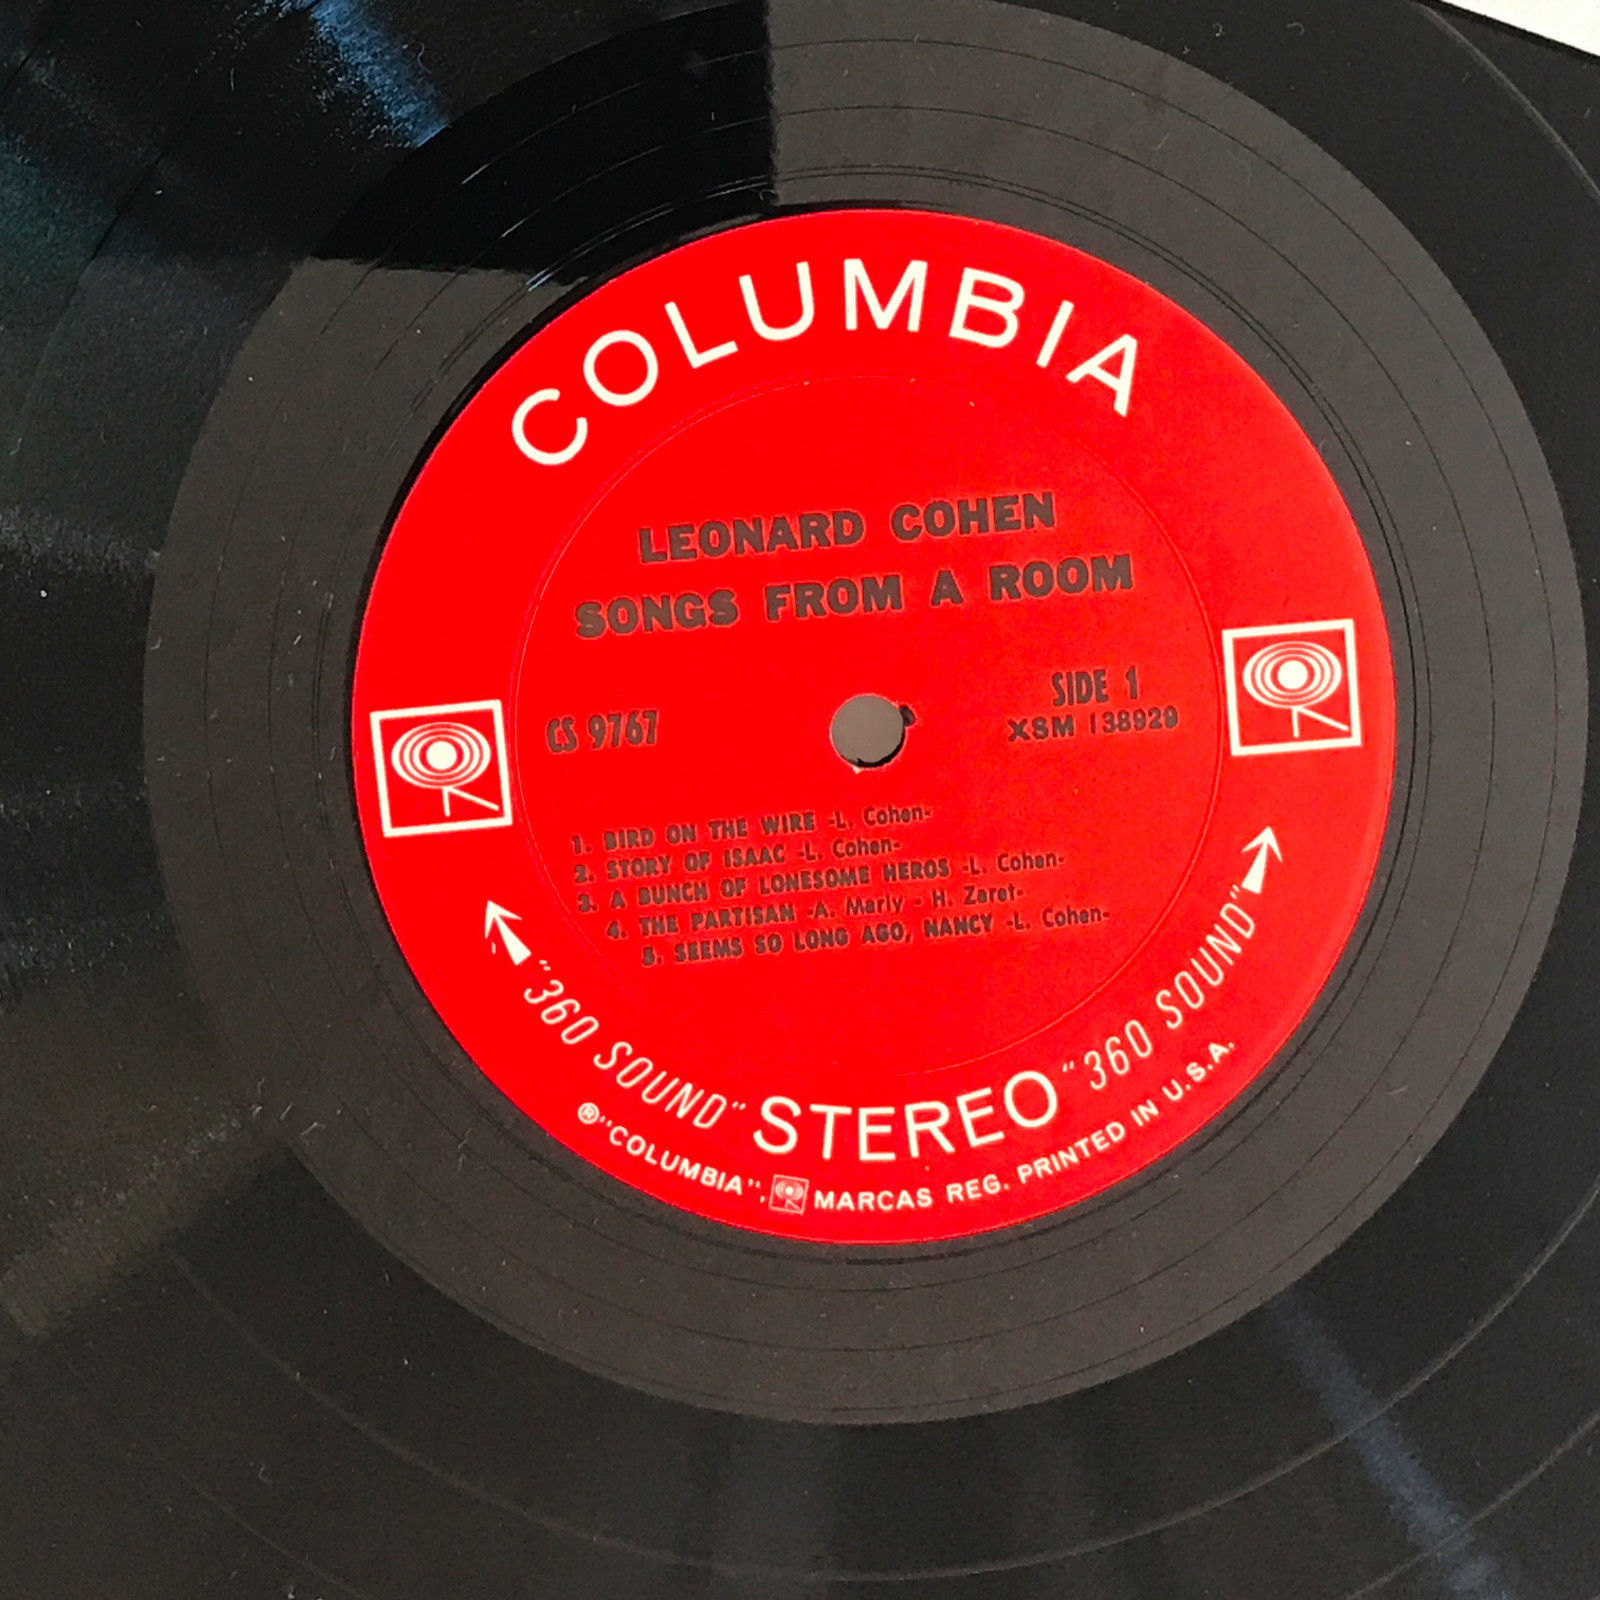 COLUMBIA
LEONARD COHEN
SONGS FROM A ROOM
SIDE 1
CS 9767
XSM 138929
1. BIRD ON THE WIRE -L. Cohen-
2. STORY OF ISAAC -L. Cohen-
3. A BUNCH OF LONESOME HEROS -L. Cohen-
4. THE PARTISAN -A. Marly - H. Zaret-
5. SEEMS SO LONG AGO, NANCY -L. Cohen-
"360 SOUND" STEREO "360 SOUND"
® "COLUMBIA", MARCAS REG. PRINTED IN U.S.A.